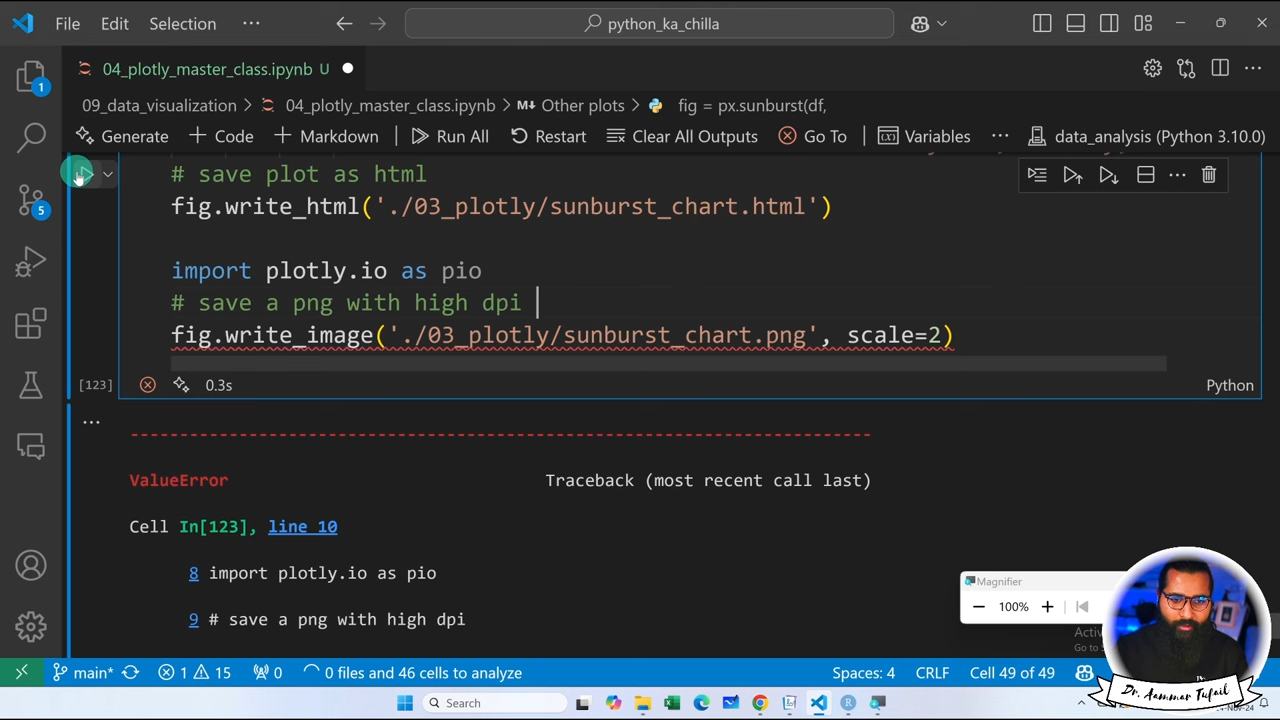 File Edit Selection ··· python_ka_chilla
04_plotly_master_class.ipynb U
09_data_visualization > 04_plotly_master_class.ipynb > Other plots > fig = px.sunburst(df,
Generate + Code + Markdown Run All Restart Clear All Outputs Go To Variables ··· data_analysis (Python 3.10.0)
# save plot as html
fig.write_html('./03_plotly/sunburst_chart.html')
import plotly.io as pio
# save a png with high dpi
fig.write_image('./03_plotly/sunburst_chart.png', scale=2)
[123] 0.3s Python
ValueError Traceback (most recent call last)
Cell In[123], line 10
8 import plotly.io as pio
9 # save a png with high dpi
Magnifier
100%
1
5
main* 1 15 0 0 files and 46 cells to analyze Spaces: 4 CRLF Cell 49 of 49
Search
Dr. Aammar Tufail